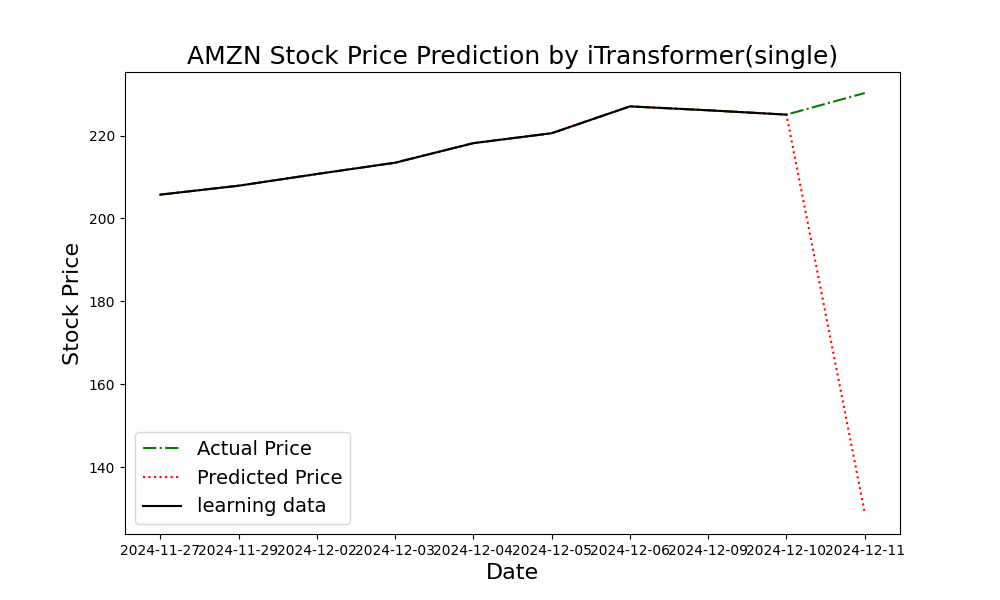 AMZN Stock Price Prediction by iTransformer(single)
Stock Price
220
200
180
160
140
Actual Price
Predicted Price
learning data
2024-11-27 2024-11-29 2024-12-02 2024-12-03 2024-12-04 2024-12-05 2024-12-06 2024-12-09 2024-12-10 2024-12-11
Date